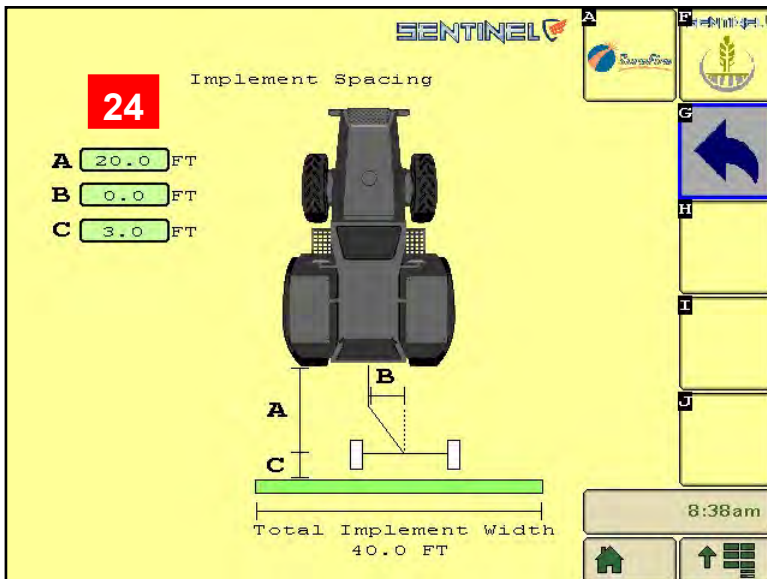 SENTINEL
A
F
24
Implement Spacing
SureFire
G
A 20.0 FT
B 0.0 FT
C 3.0 FT
H
I
B
A
J
C
8:38am
Total Implement Width
40.0 FT